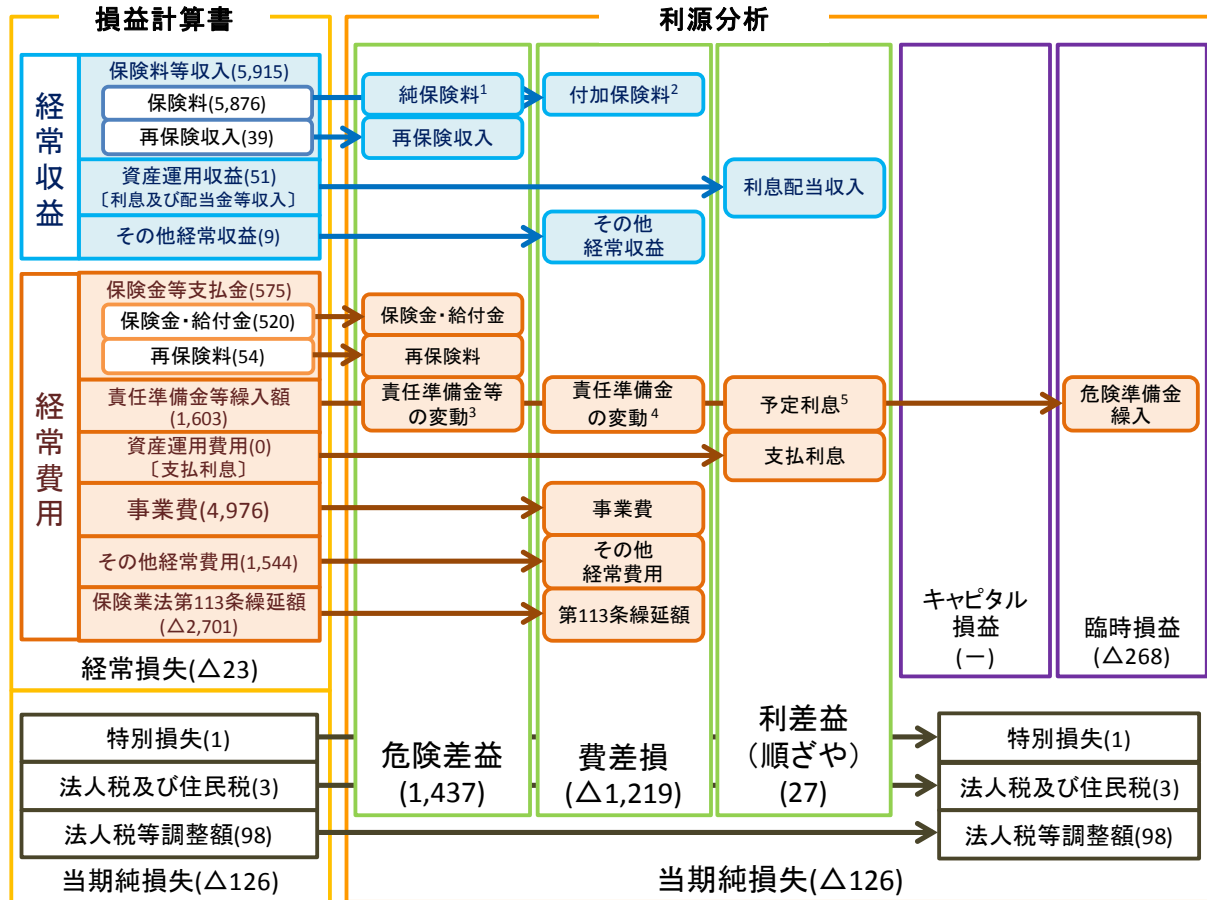 損益計算書
利源分析
経
常
収
益
保険料等収入(5,915)
保険料(5,876)
再保険収入(39)
資産運用収益(51)
〔利息及び配当金等収入〕
その他経常収益(9)
純保険料1
付加保険料2
再保険収入
利息配当収入
その他
経常収益
経
常
費
用
保険金等支払金(575)
保険金・給付金(520)
再保険料(54)
責任準備金等繰入額
(1,603)
資産運用費用(0)
〔支払利息〕
事業費(4,976)
その他経常費用(1,544)
保険業法第113条繰延額
(△2,701)
保険金・給付金
再保険料
責任準備金等
の変動3
責任準備金
の変動4
予定利息5
危険準備金
繰入
支払利息
事業費
その他
経常費用
第113条繰延額
経常損失(△23)
キャピタル
損益
(－)
臨時損益
(△268)
特別損失(1)
法人税及び住民税(3)
法人税等調整額(98)
危険差益
(1,437)
費差損
(△1,219)
利差益
(順ざや)
(27)
特別損失(1)
法人税及び住民税(3)
法人税等調整額(98)
当期純損失(△126)
当期純損失(△126)